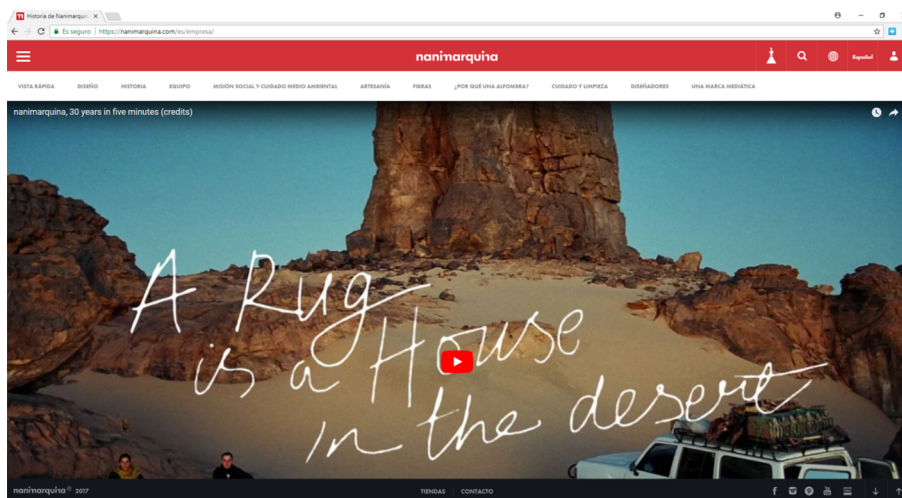 Historia de Nanimarquin
Es seguro | https://nanimarquina.com/es/empresa/
nanimarquina
Español
VISTA RÁPIDA DISEÑO HISTORIA EQUIPO MISIÓN SOCIAL Y CUIDADO MEDIO AMBIENTAL ARTESANÍA FIBRAS ¿POR QUÉ UNA ALFOMBRA? CUIDADO Y LIMPIEZA DISEÑADORES UNA MARCA MEDIÁTICA
nanimarquina, 30 years in five minutes (credits)
A Rug
is a House
in the desert
nanimarquina® 2017 TIENDAS | CONTACTO